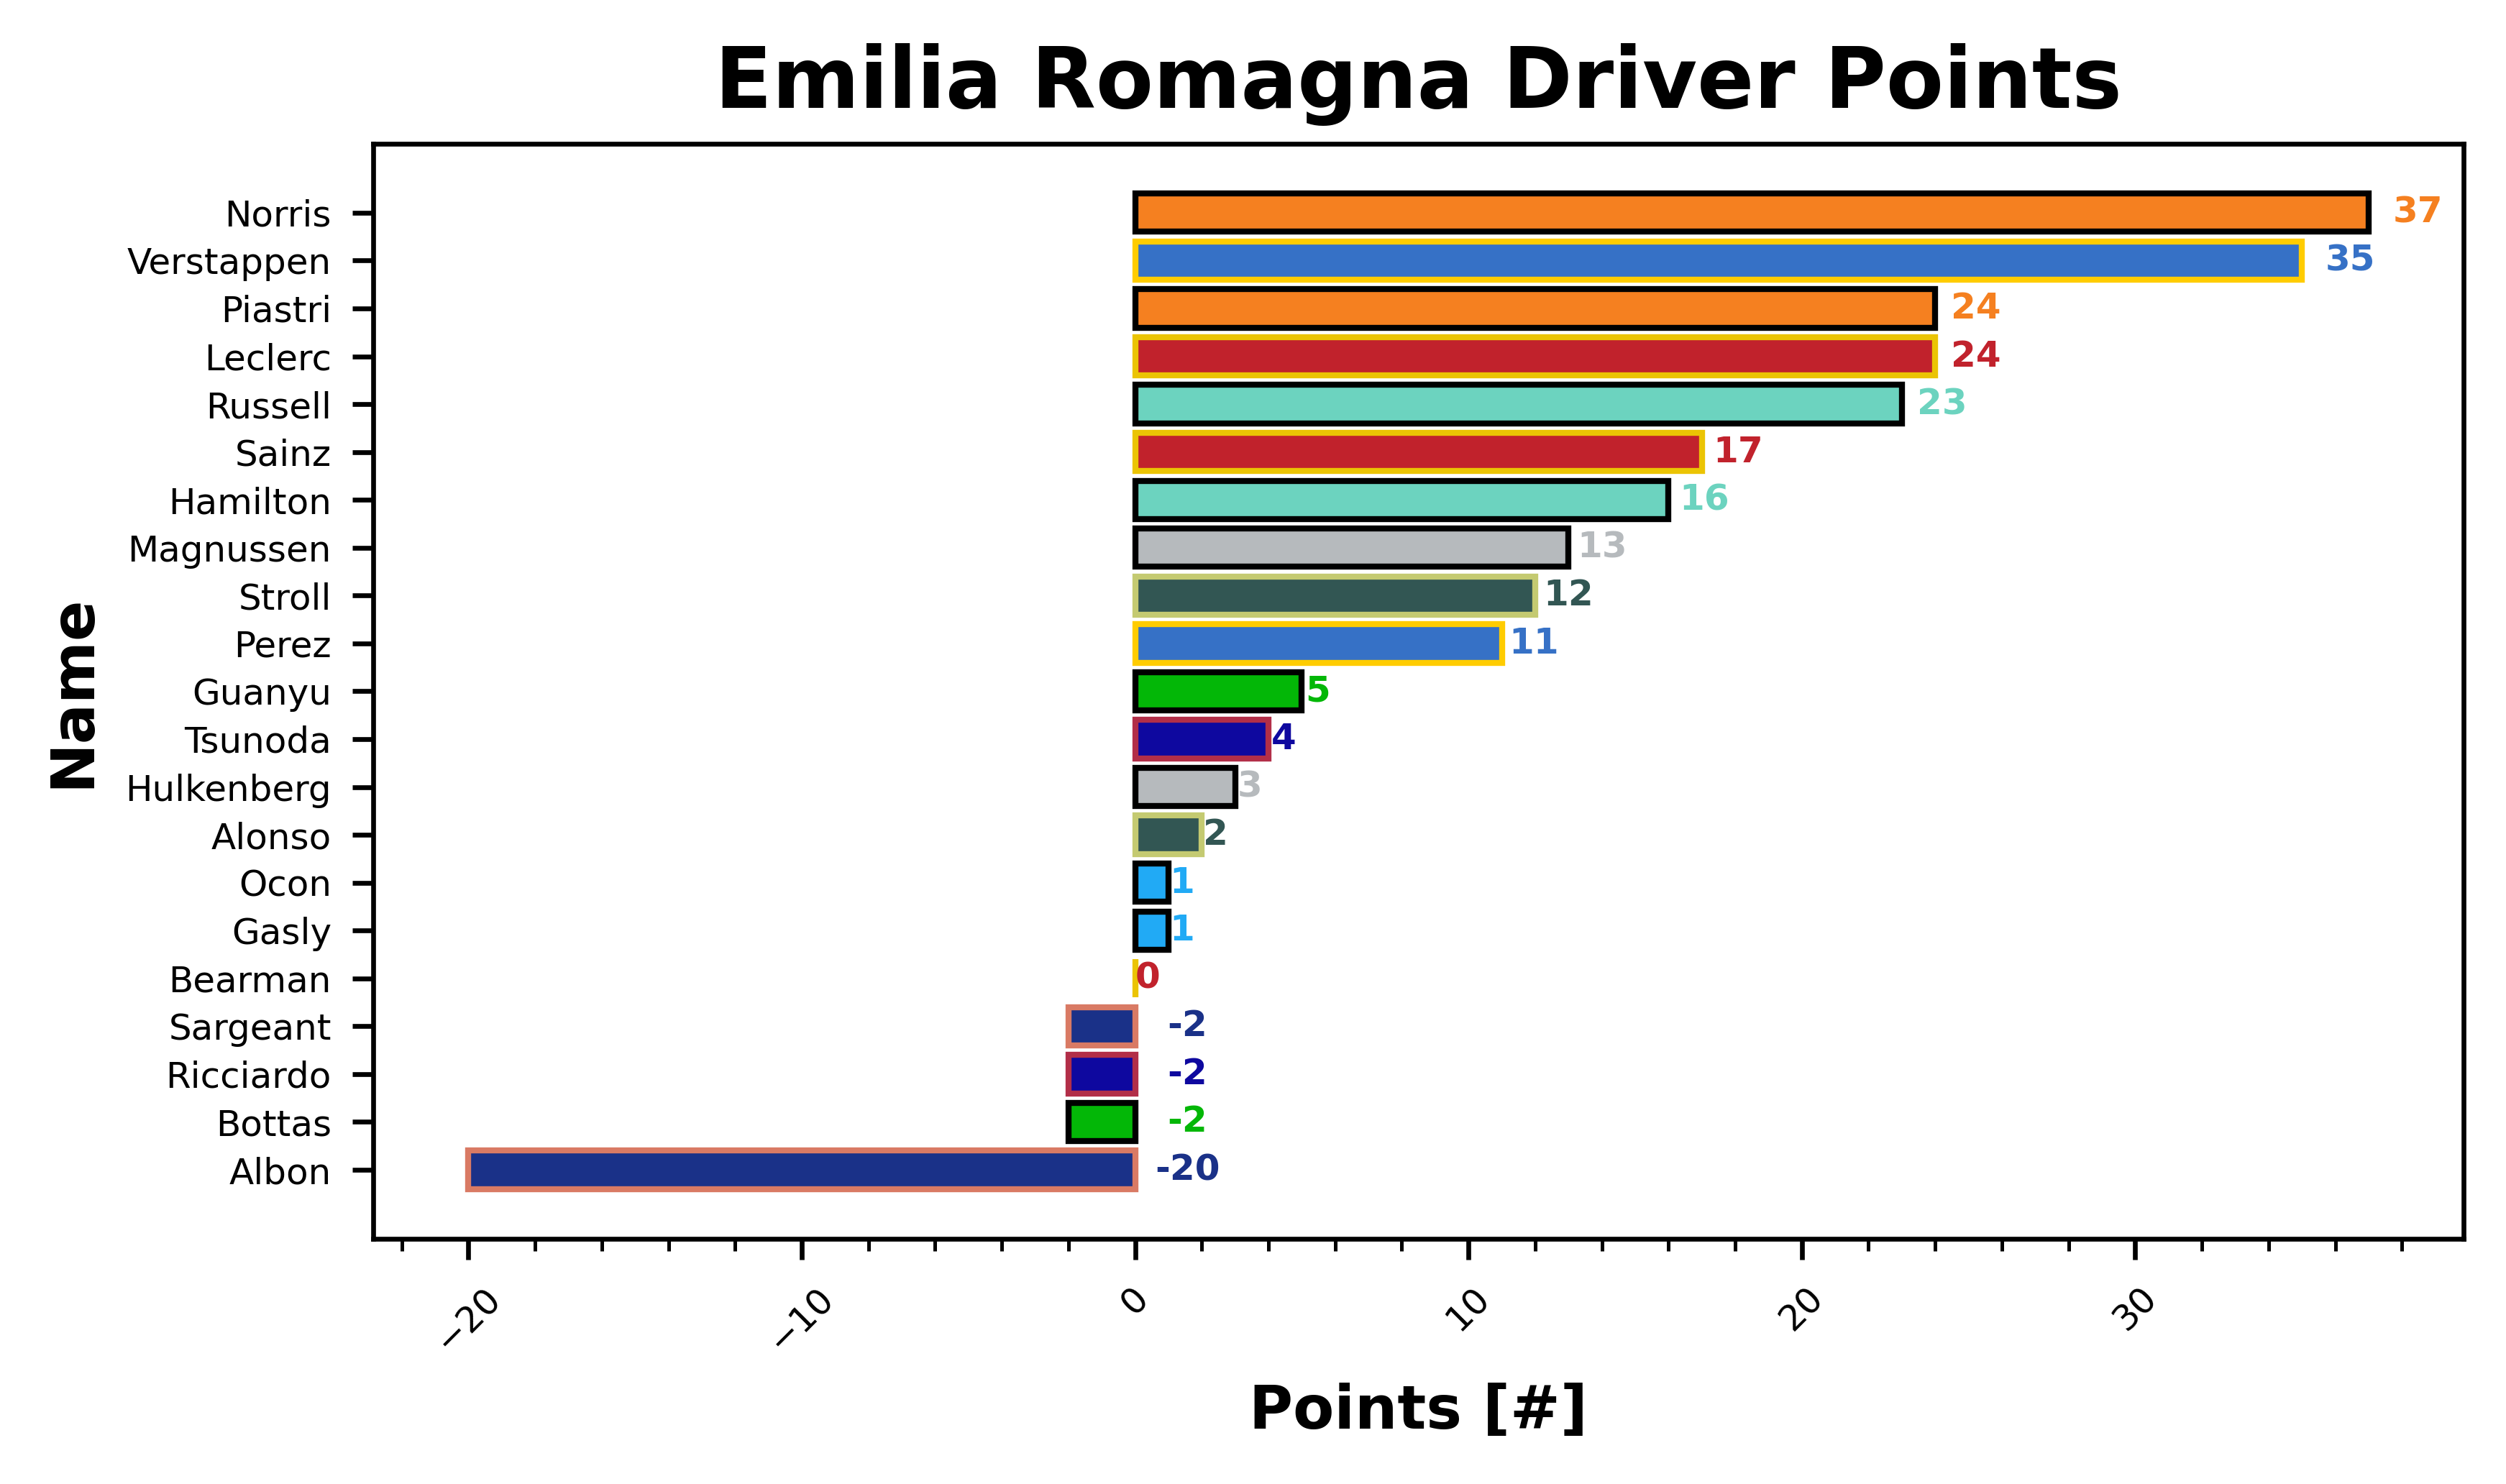 Emilia Romagna Driver Points
Name
Norris 37
Verstappen 35
Piastri 24
Leclerc 24
Russell 23
Sainz 17
Hamilton 16
Magnussen 13
Stroll 12
Perez 11
Guanyu 5
Tsunoda 4
Hulkenberg 3
Alonso 2
Ocon 1
Gasly 1
Bearman 0
Sargeant -2
Ricciardo -2
Bottas -2
Albon -20
−20 −10 0 10 20 30
Points [#]